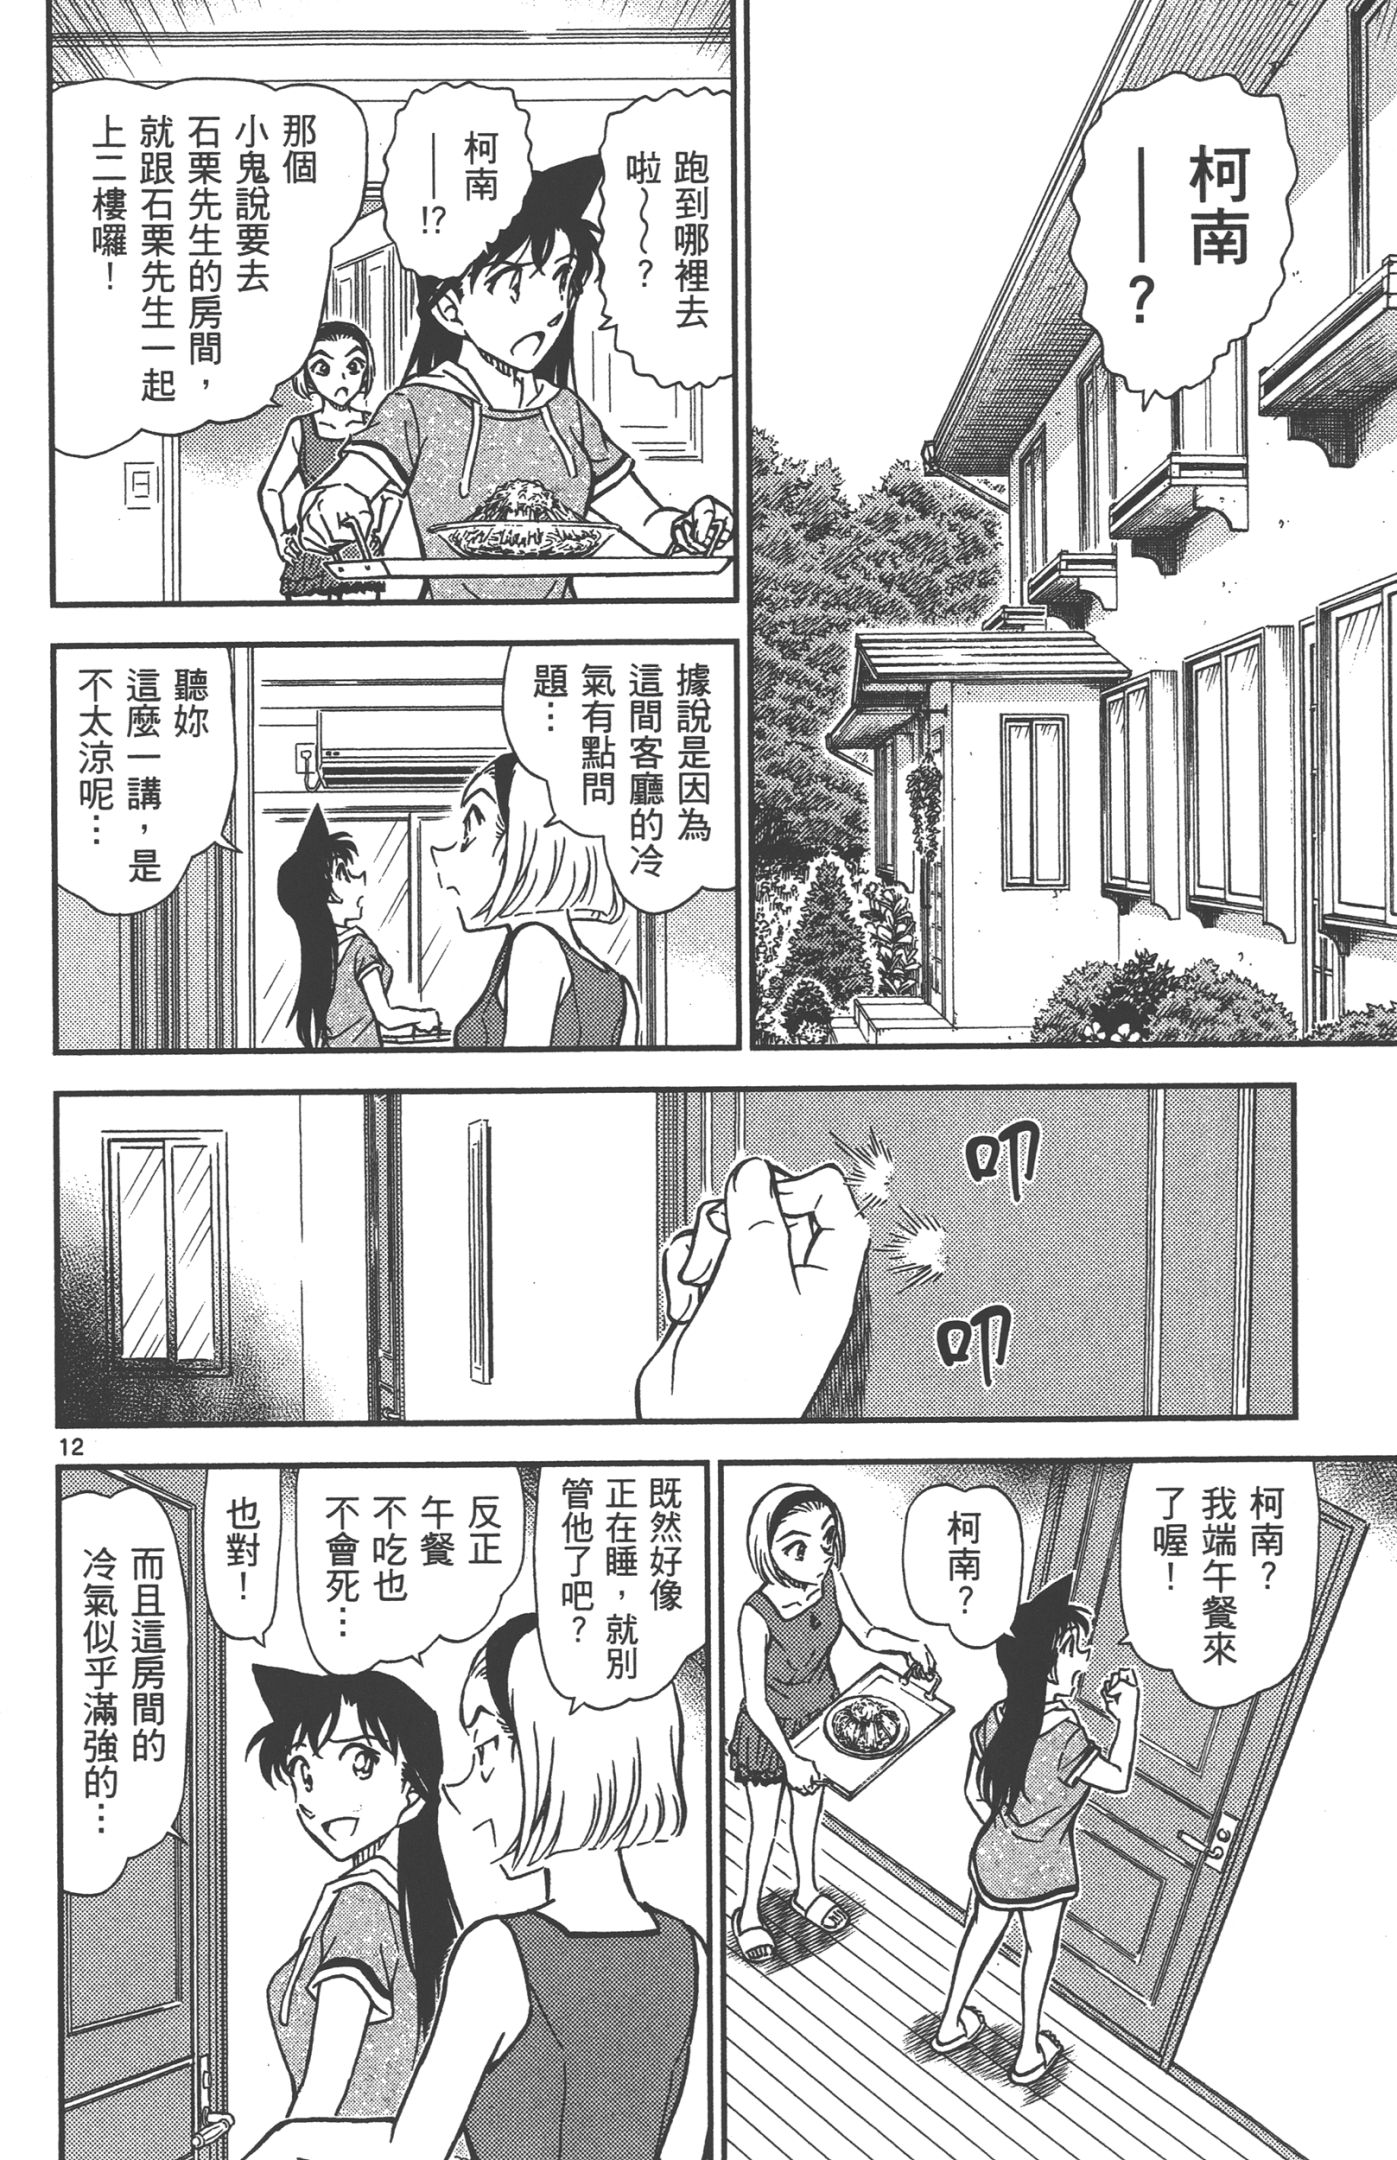 柯南
——？
跑到哪裡去
啦～～？
柯南
——!?
那個
小鬼說要去
石栗先生的房間，
就跟石栗先生一起
上二樓囉！
據說是因為
這間客廳的冷
氣有點問
題…
聽妳
這麼一講，是
不太涼呢…
叩
叩
柯南？
我端午餐來
了喔！
柯南？
既然好像
正在睡，就別
管他了吧？
反正
午餐
不吃也
不會死…
也對！
而且這房間的
冷氣似乎滿強的…
12